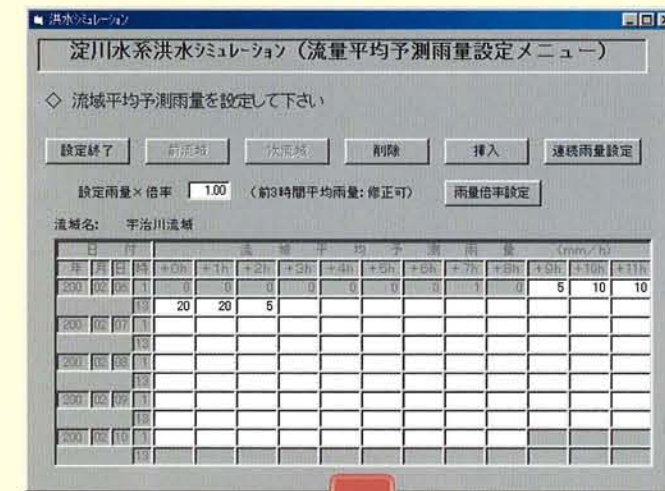 洪水ｼﾐｭﾚｰｼｮﾝ
淀川水系洪水ｼﾐｭﾚｰｼｮﾝ（流量平均予測雨量設定メニュー）
◇ 流域平均予測雨量を設定して下さい
設定終了 前流域 次流域 削除 挿入 連続雨量設定
設定雨量×倍率 1.00 （前3時間平均雨量:修正可） 雨量倍率設定
流域名: 宇治川流域
日 付 流 域 平 均 予 測 雨 量 (mm/h)
年 月 日 時 +0h +1h +2h +3h +4h +5h +6h +7h +8h +9h +10h +11h
200 02 06 1 0 0 0 0 0 0 0 1 0 5 10 10
13 20 20 5
200 02 07 1
13
200 02 08 1
13
200 02 09 1
13
200 02 10 1
13